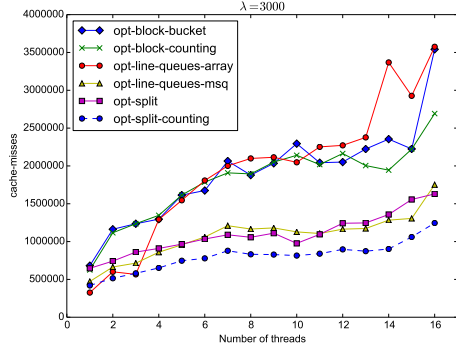 λ=3000
4000000
3500000
3000000
2500000
2000000
1500000
1000000
500000
0
cache-misses
opt-block-bucket
opt-block-counting
opt-line-queues-array
opt-line-queues-msq
opt-split
opt-split-counting
0 2 4 6 8 10 12 14 16
Number of threads